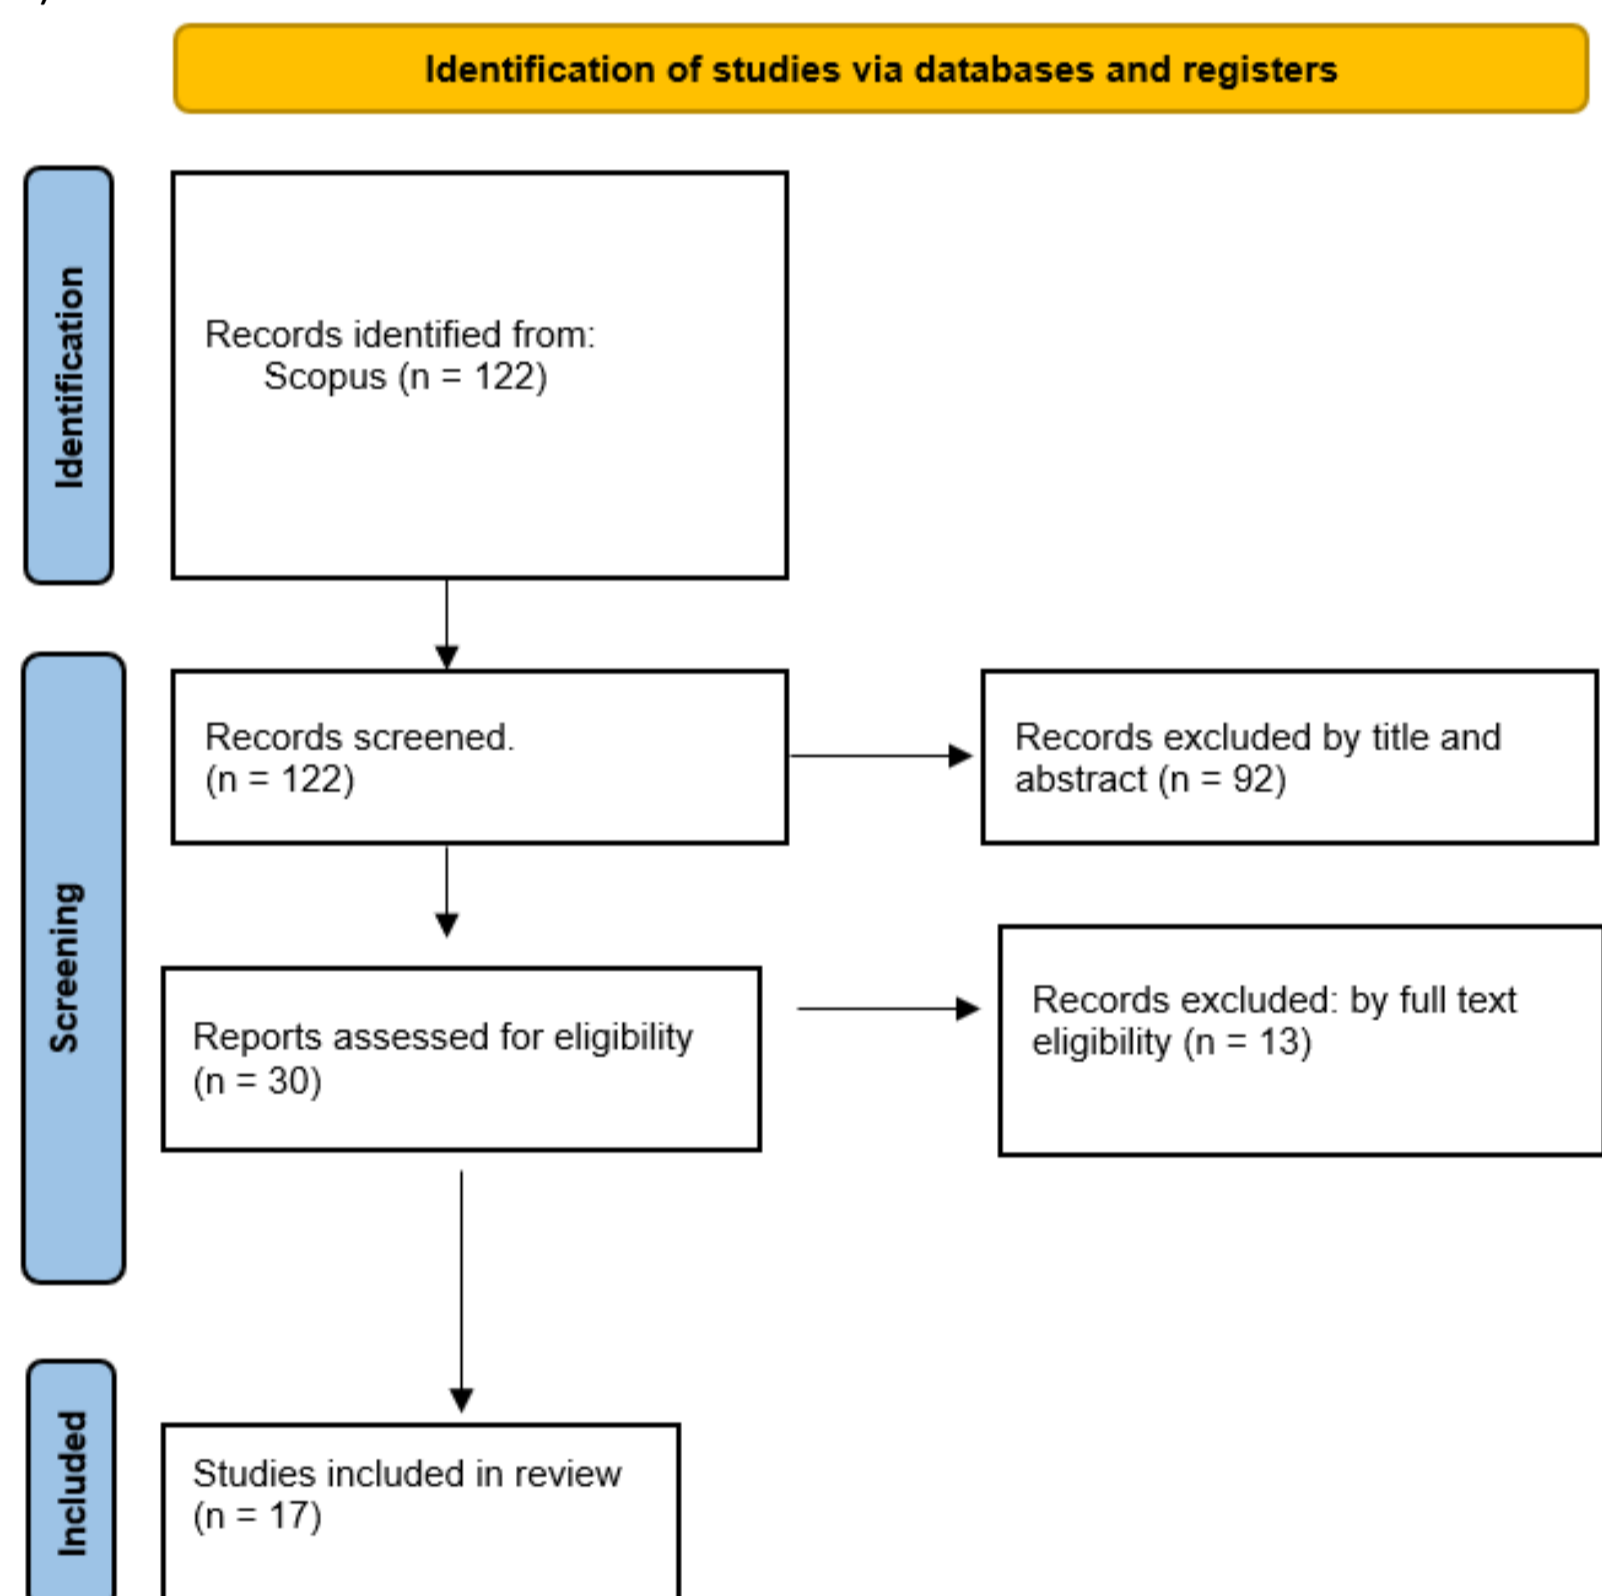 Identification of studies via databases and registers
Identification
Records identified from:
Scopus (n = 122)
Screening
Records screened.
(n = 122)
Records excluded by title and
abstract (n = 92)
Reports assessed for eligibility
(n = 30)
Records excluded: by full text
eligibility (n = 13)
Included
Studies included in review
(n = 17)